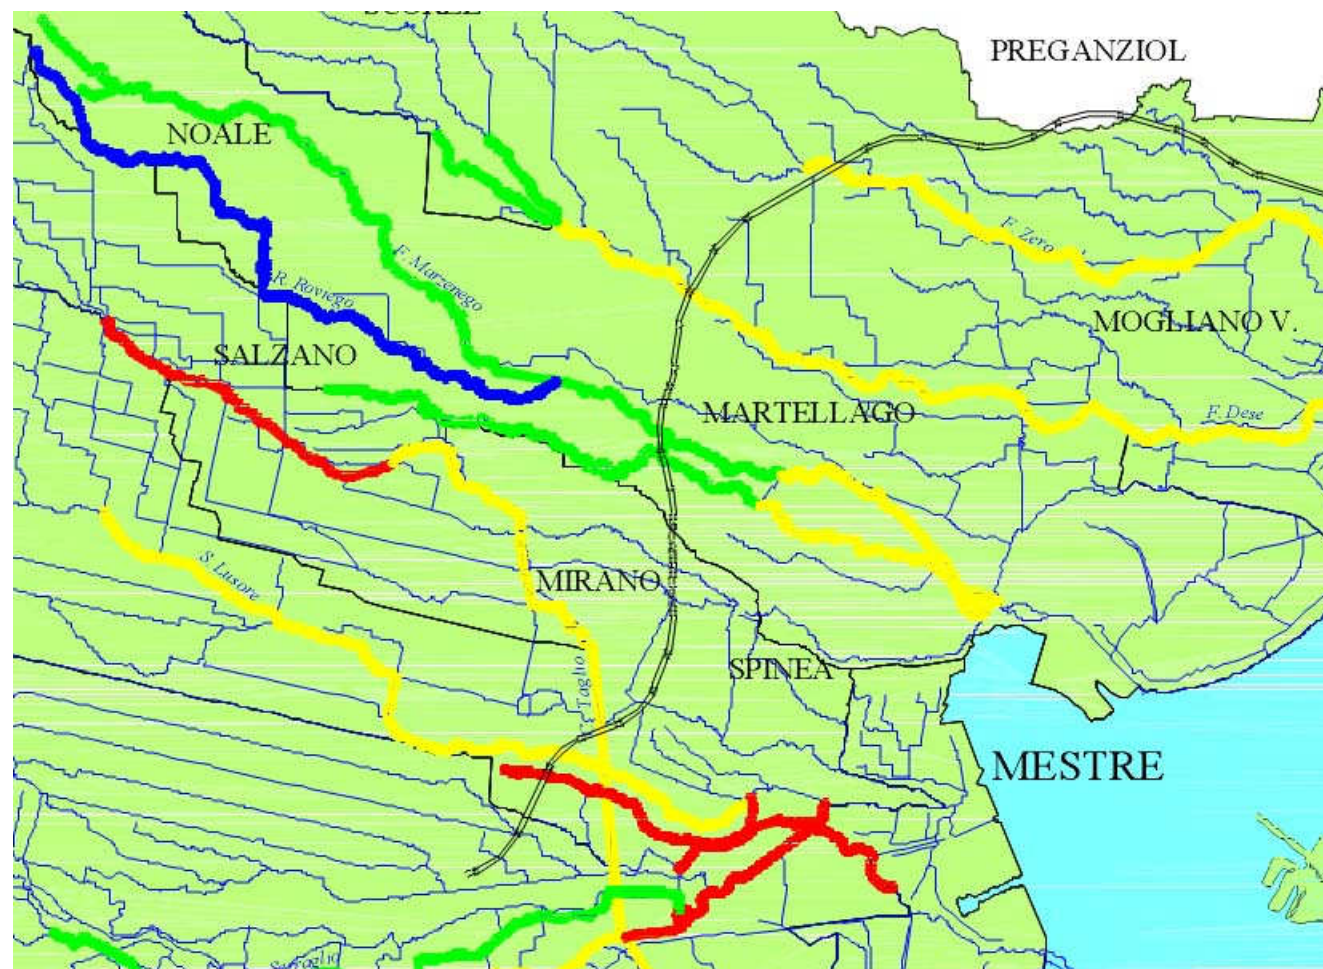 PREGANZIOL
NOALE
F. Zero
F. Marzenego
R. Roviego
MOGLIANO V.
SALZANO
MARTELLAGO
F. Dese
S. Lusore
MIRANO
SPINEA
Taglio
MESTRE